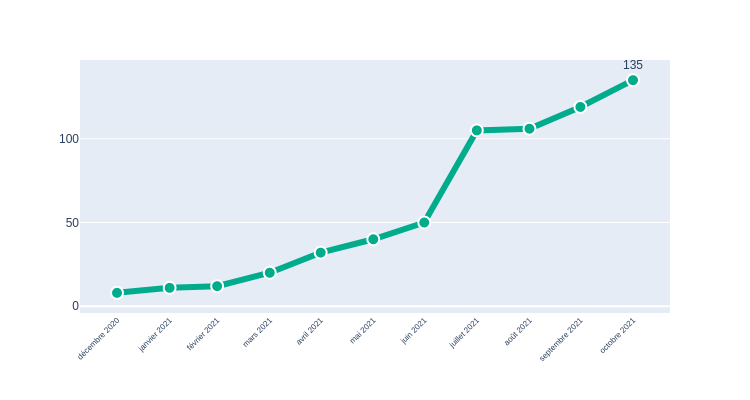 135
100
50
0
décembre 2020
janvier 2021
février 2021
mars 2021
avril 2021
mai 2021
juin 2021
juillet 2021
août 2021
septembre 2021
octobre 2021